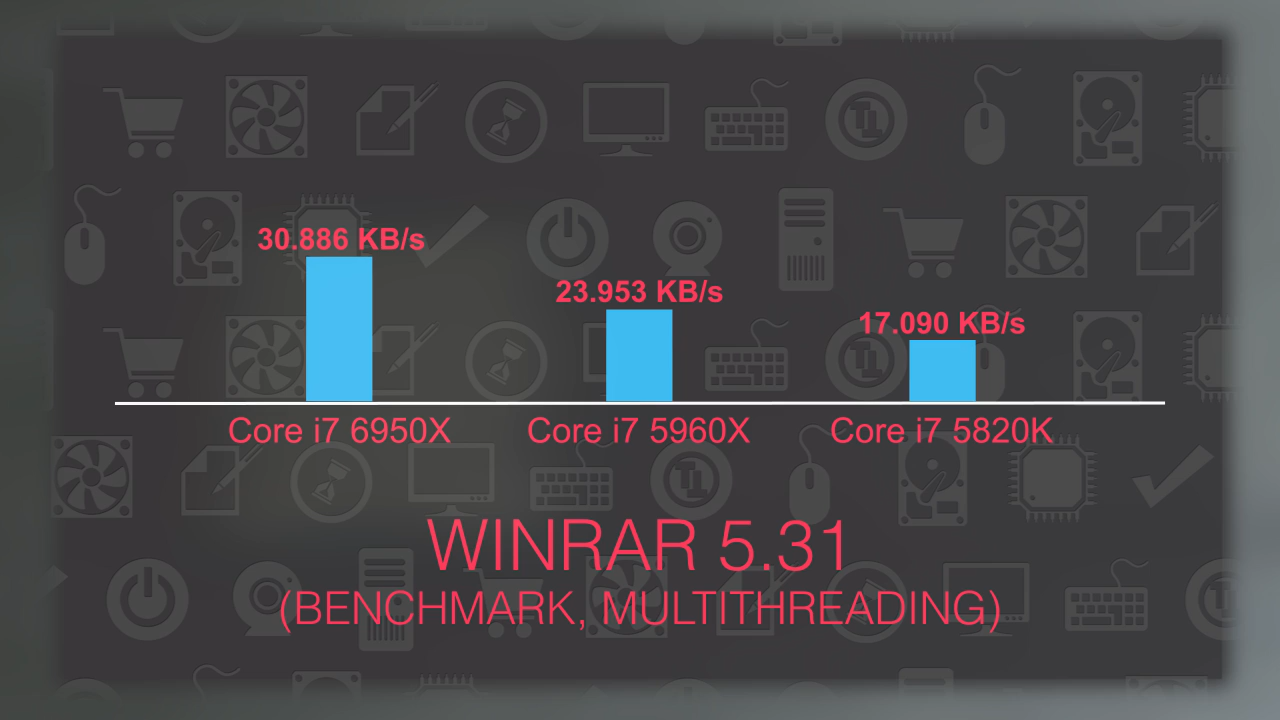 30.886 KB/s
23.953 KB/s
17.090 KB/s
Core i7 6950X
Core i7 5960X
Core i7 5820K
WINRAR 5.31
(BENCHMARK, MULTITHREADING)